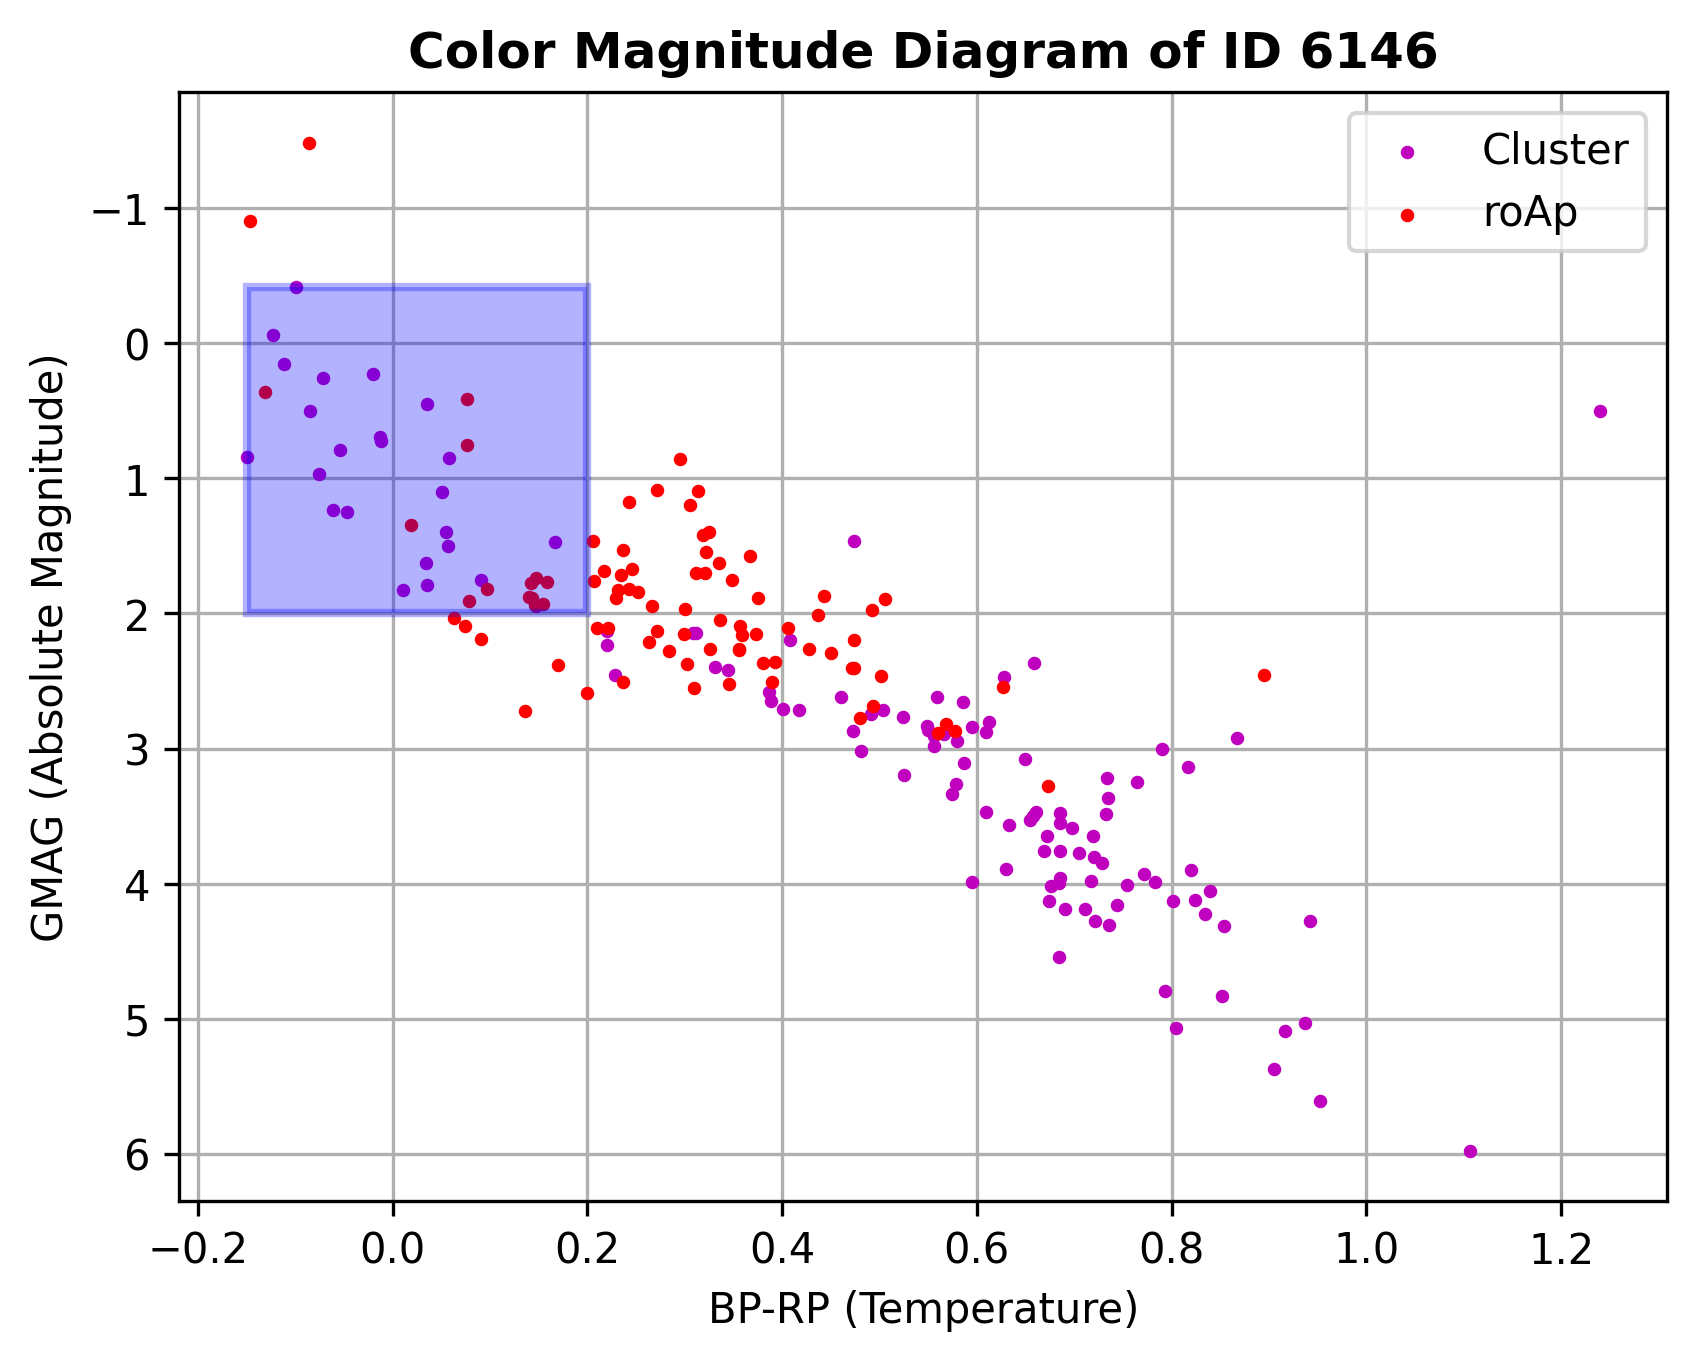 Color Magnitude Diagram of ID 6146
Cluster
roAp
GMAG (Absolute Magnitude)
−1
0
1
2
3
4
5
6
−0.2 0.0 0.2 0.4 0.6 0.8 1.0 1.2
BP-RP (Temperature)